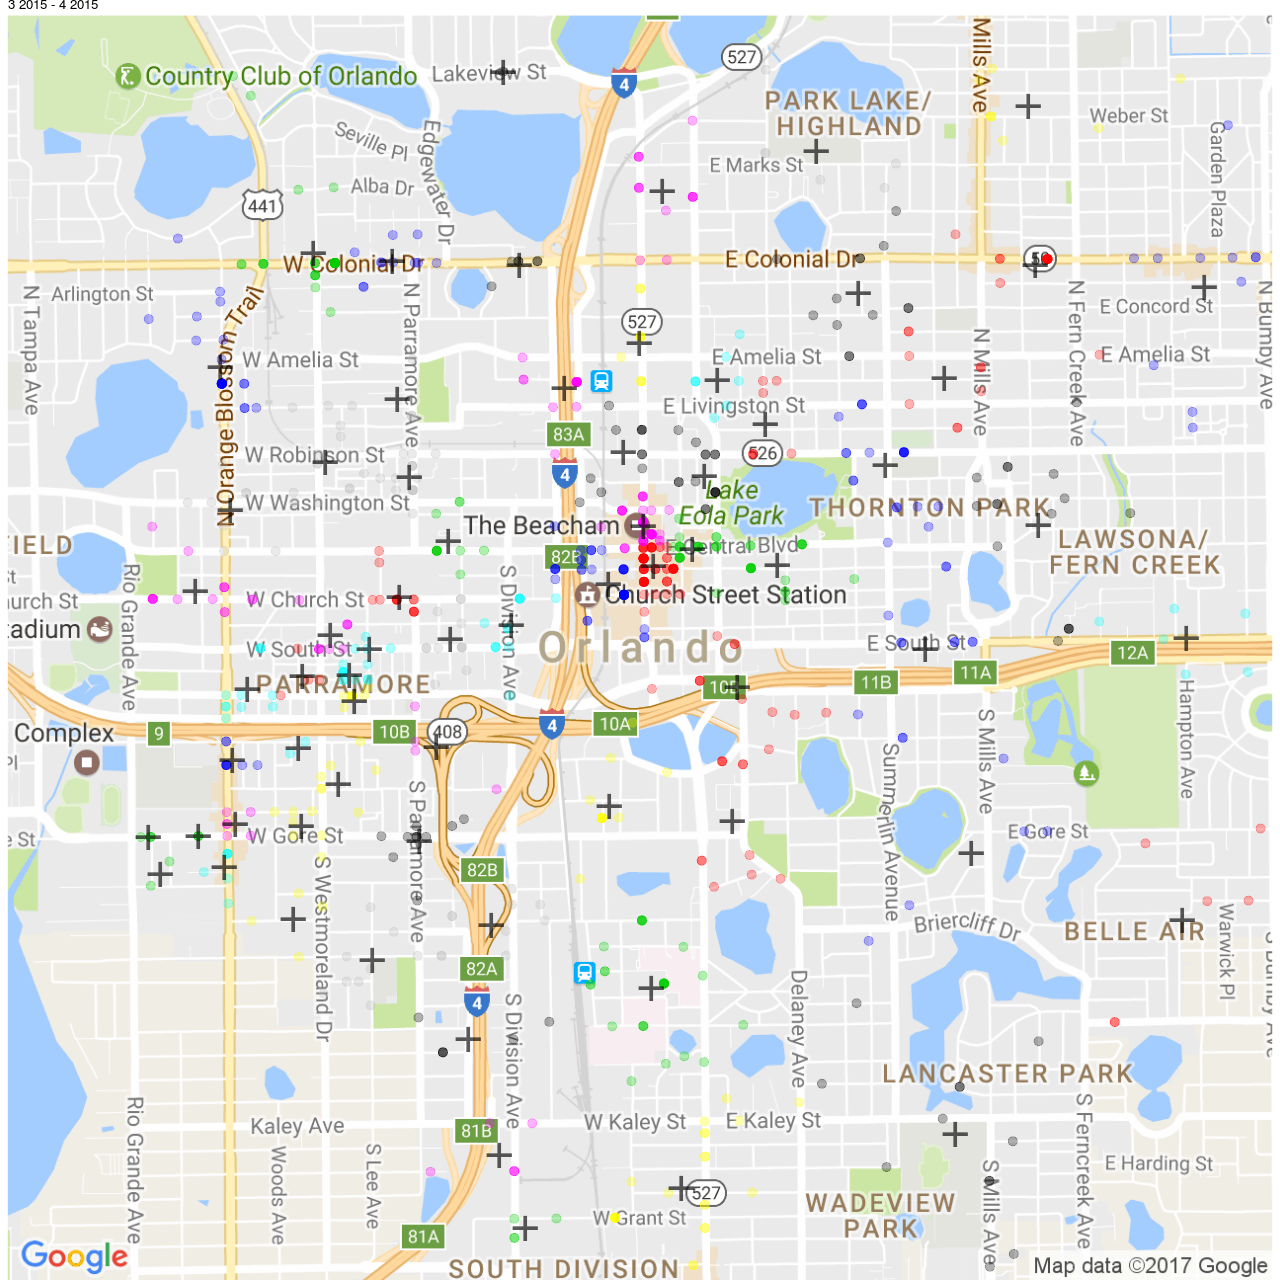 3 2015 - 4 2015
527
Country Club of Orlando
Lakeview St
4
Mills Ave
PARK LAKE/
HIGHLAND
Weber St
Seville Pl
Edgewater Dr
E Marks St
Garden Plaza
Alba Dr
441
W Colonial Dr
E Colonial Dr
Arlington St
N Tampa Ave
N Orange Blossom Trail
N Parramore Ave
527
N Fern Creek Ave
E Concord St
N Bumby Ave
W Amelia St
E Amelia St
N Mills Ave
E Amelia St
E Livingston St
83A
W Robinson St
526
4
W Washington St
Lake
Eola Park
THORNTON PARK
The Beacham
FIELD
82B
E Central Blvd
LAWSONA/
FERN CREEK
Rio Grande Ave
S Division Ave
W Church St
Church Street Station
W South St
Orlando
E South St
12A
PARRAMORE
11B
11A
Complex
9
10B
408
4
10A
S Mills Ave
Hampton Ave
Summerlin Avenue
S Parramore Ave
W Gore St
E Gore St
82B
S Westmoreland Dr
Briercliff Dr
BELLE AIR
Warwick Pl
82A
4
Delaney Ave
S Division Ave
LANCASTER PARK
Rio Grande Ave
Kaley Ave
81B
W Kaley St
E Kaley St
S Ferncreek Ave
Woods Ave
S Lee Ave
S Mills Ave
E Harding St
527
WADEVIEW
PARK
W Grant St
81A
Google
SOUTH DIVISION
Map data ©2017 Google